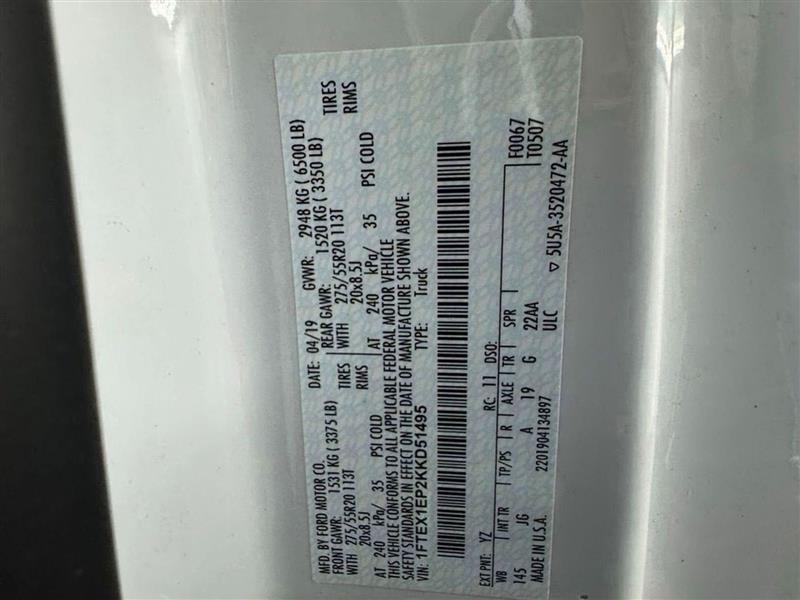 MFD. BY FORD MOTOR CO.
DATE: 04/19 GVWR: 2948 KG ( 6500 LB)
FRONT GAWR: 1531 KG ( 3375 LB) REAR GAWR: 1520 KG ( 3350 LB)
WITH 275/55R20 113T TIRES WITH 275/55R20 113T TIRES
20x8.5J RIMS 20x8.5J RIMS
AT 240 kPa/ 35 PSI COLD AT 240 kPa/ 35 PSI COLD
THIS VEHICLE CONFORMS TO ALL APPLICABLE FEDERAL MOTOR VEHICLE
SAFETY STANDARDS IN EFFECT ON THE DATE OF MANUFACTURE SHOWN ABOVE.
VIN: 1FTEX1EP2KKD51495 TYPE: Truck
F0067
EXT PNT: YZ RC: 11 DSO: T0507
WB INT TR TP/PS R AXLE TR SPR
145 JG A 19 G 22AA
MADE IN U.S.A. 2201904134897 ULC
▽ 5U5A-3520472-AA